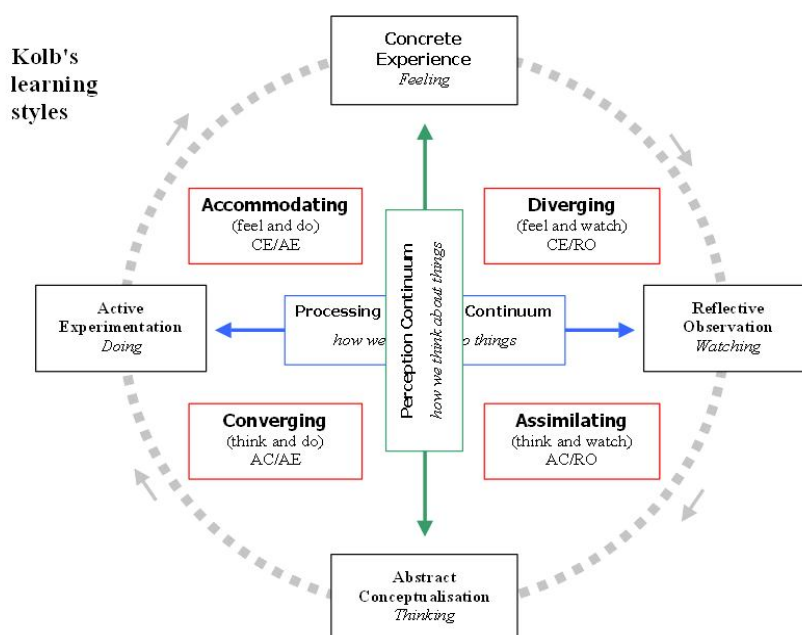 Kolb's
learning
styles
Concrete
Experience
Feeling
Accommodating
(feel and do)
CE/AE
Diverging
(feel and watch)
CE/RO
Active
Experimentation
Doing
Processing Continuum
how we o things
Perception Continuum
how we think about things
Reflective
Observation
Watching
Converging
(think and do)
AC/AE
Assimilating
(think and watch)
AC/RO
Abstract
Conceptualisation
Thinking